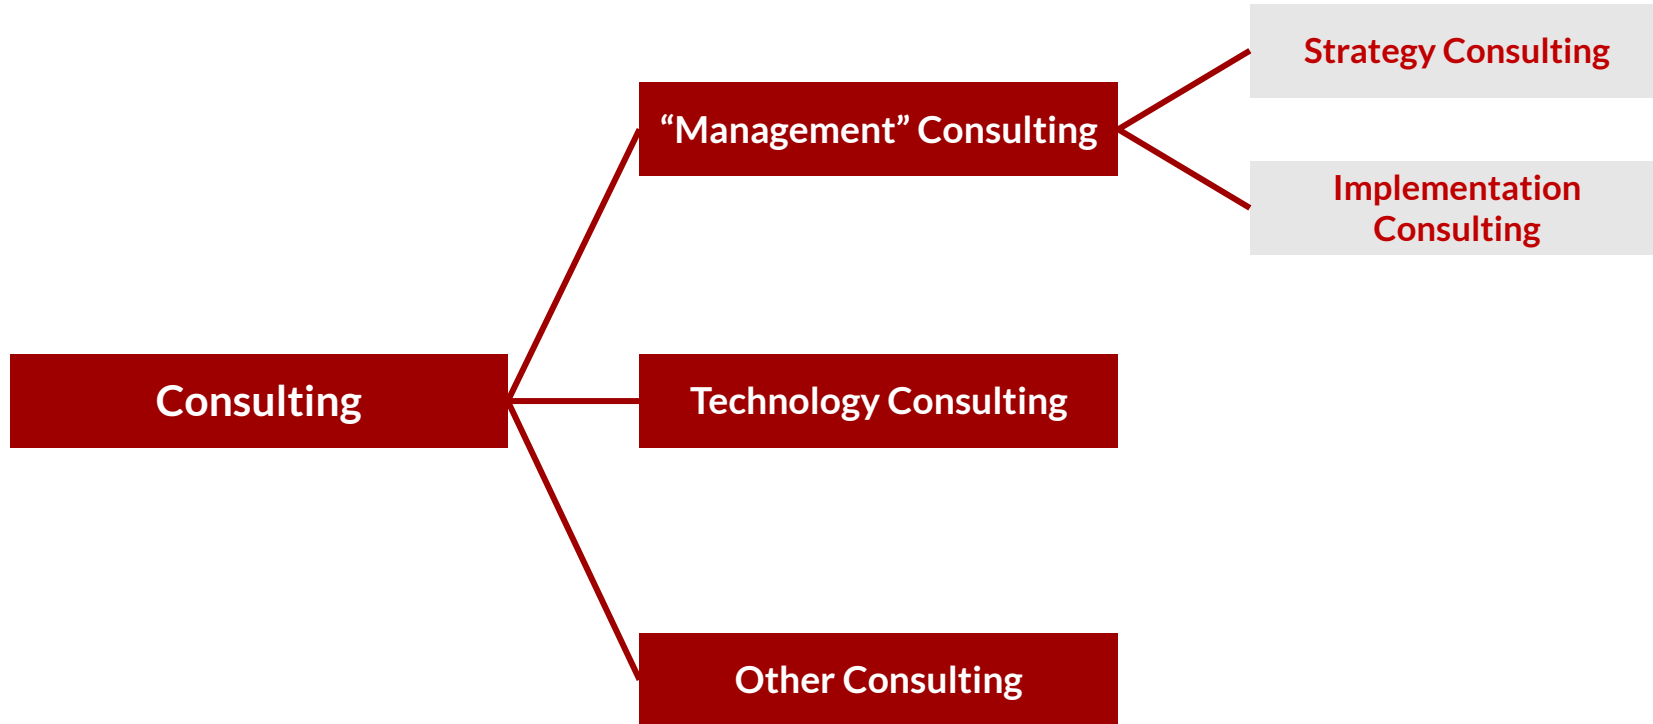 Strategy Consulting
“Management” Consulting
Implementation
Consulting
Consulting
Technology Consulting
Other Consulting